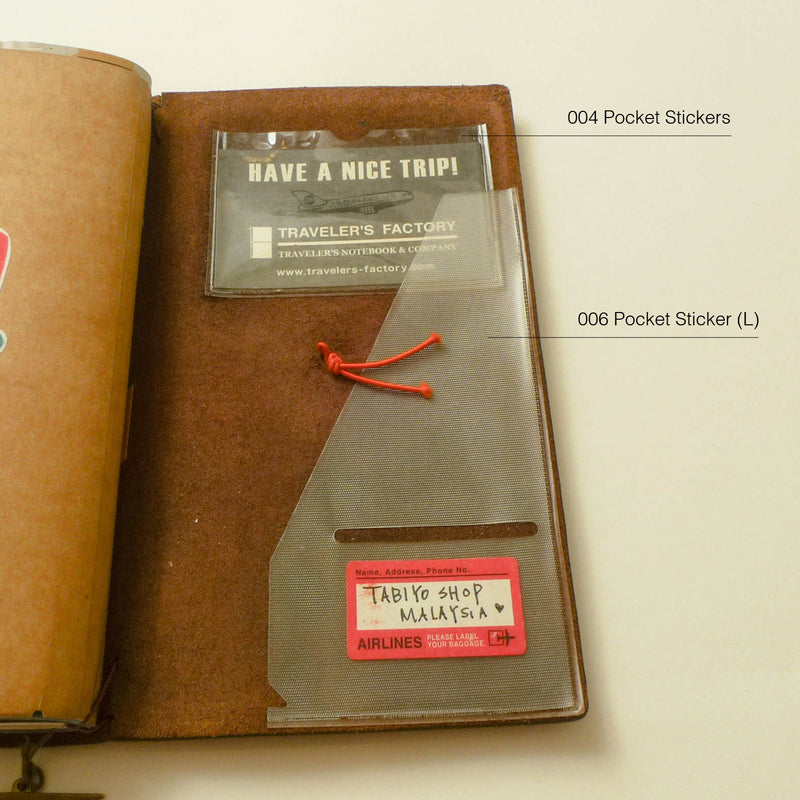 004 Pocket Stickers
HAVE A NICE TRIP!
TRAVELER'S FACTORY
TRAVELER'S NOTEBOOK & COMPANY
www.travelers-factory.com
006 Pocket Sticker (L)
Name, Address, Phone No.
TABIYO SHOP
MALAYSIA ♥
AIRLINES
PLEASE LABEL
YOUR BAGGAGE.